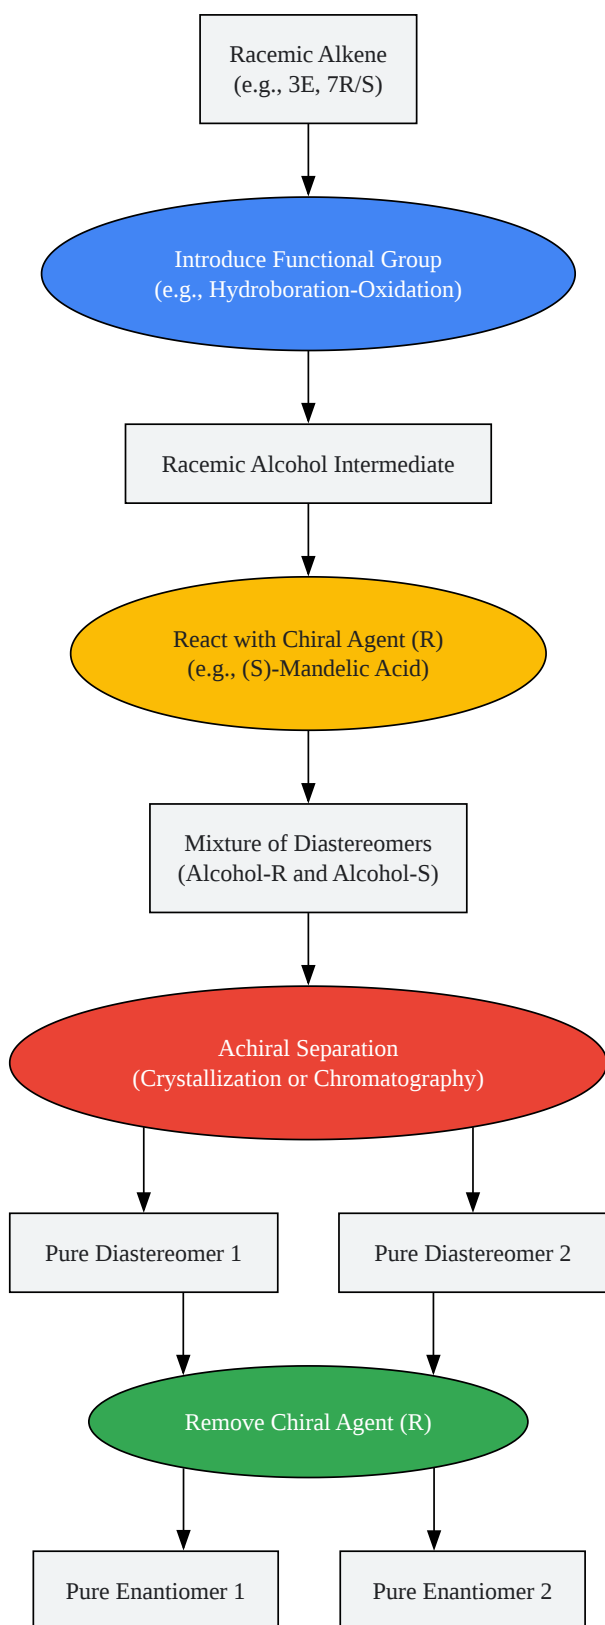 Racemic Alkene
(e.g., 3E, 7R/S)
Introduce Functional Group
(e.g., Hydroboration-Oxidation)
Racemic Alcohol Intermediate
React with Chiral Agent (R)
(e.g., (S)-Mandelic Acid)
Mixture of Diastereomers
(Alcohol-R and Alcohol-S)
Achiral Separation
(Crystallization or Chromatography)
Pure Diastereomer 1
Pure Diastereomer 2
Remove Chiral Agent (R)
Pure Enantiomer 1
Pure Enantiomer 2